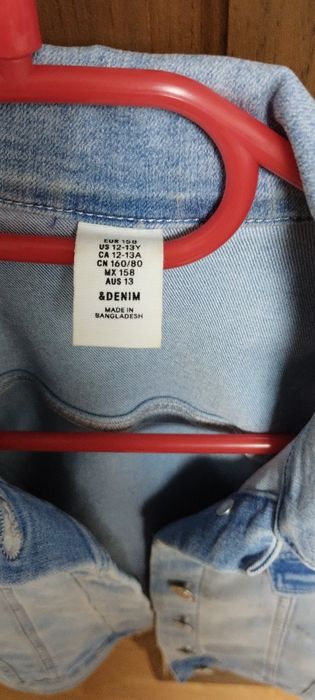 EUR 158
US 12-13Y
CA 12-13A
CN 160/80
MX 158
AUS 13
&DENIM
MADE IN
BANGLADESH